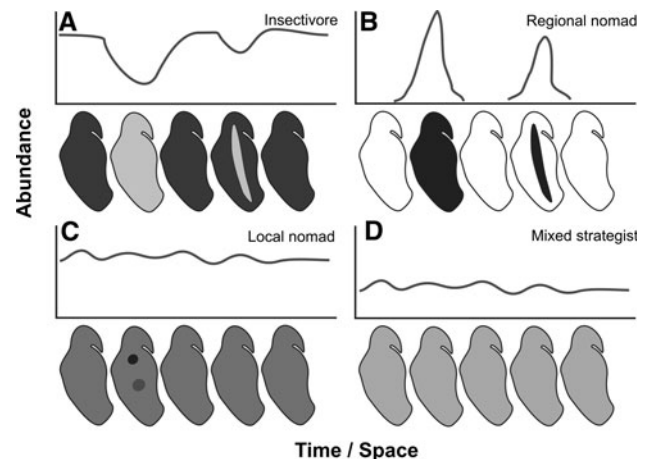 A
Insectivore
B
Regional nomad
Abundance
C
Local nomad
D
Mixed strategist
Time / Space